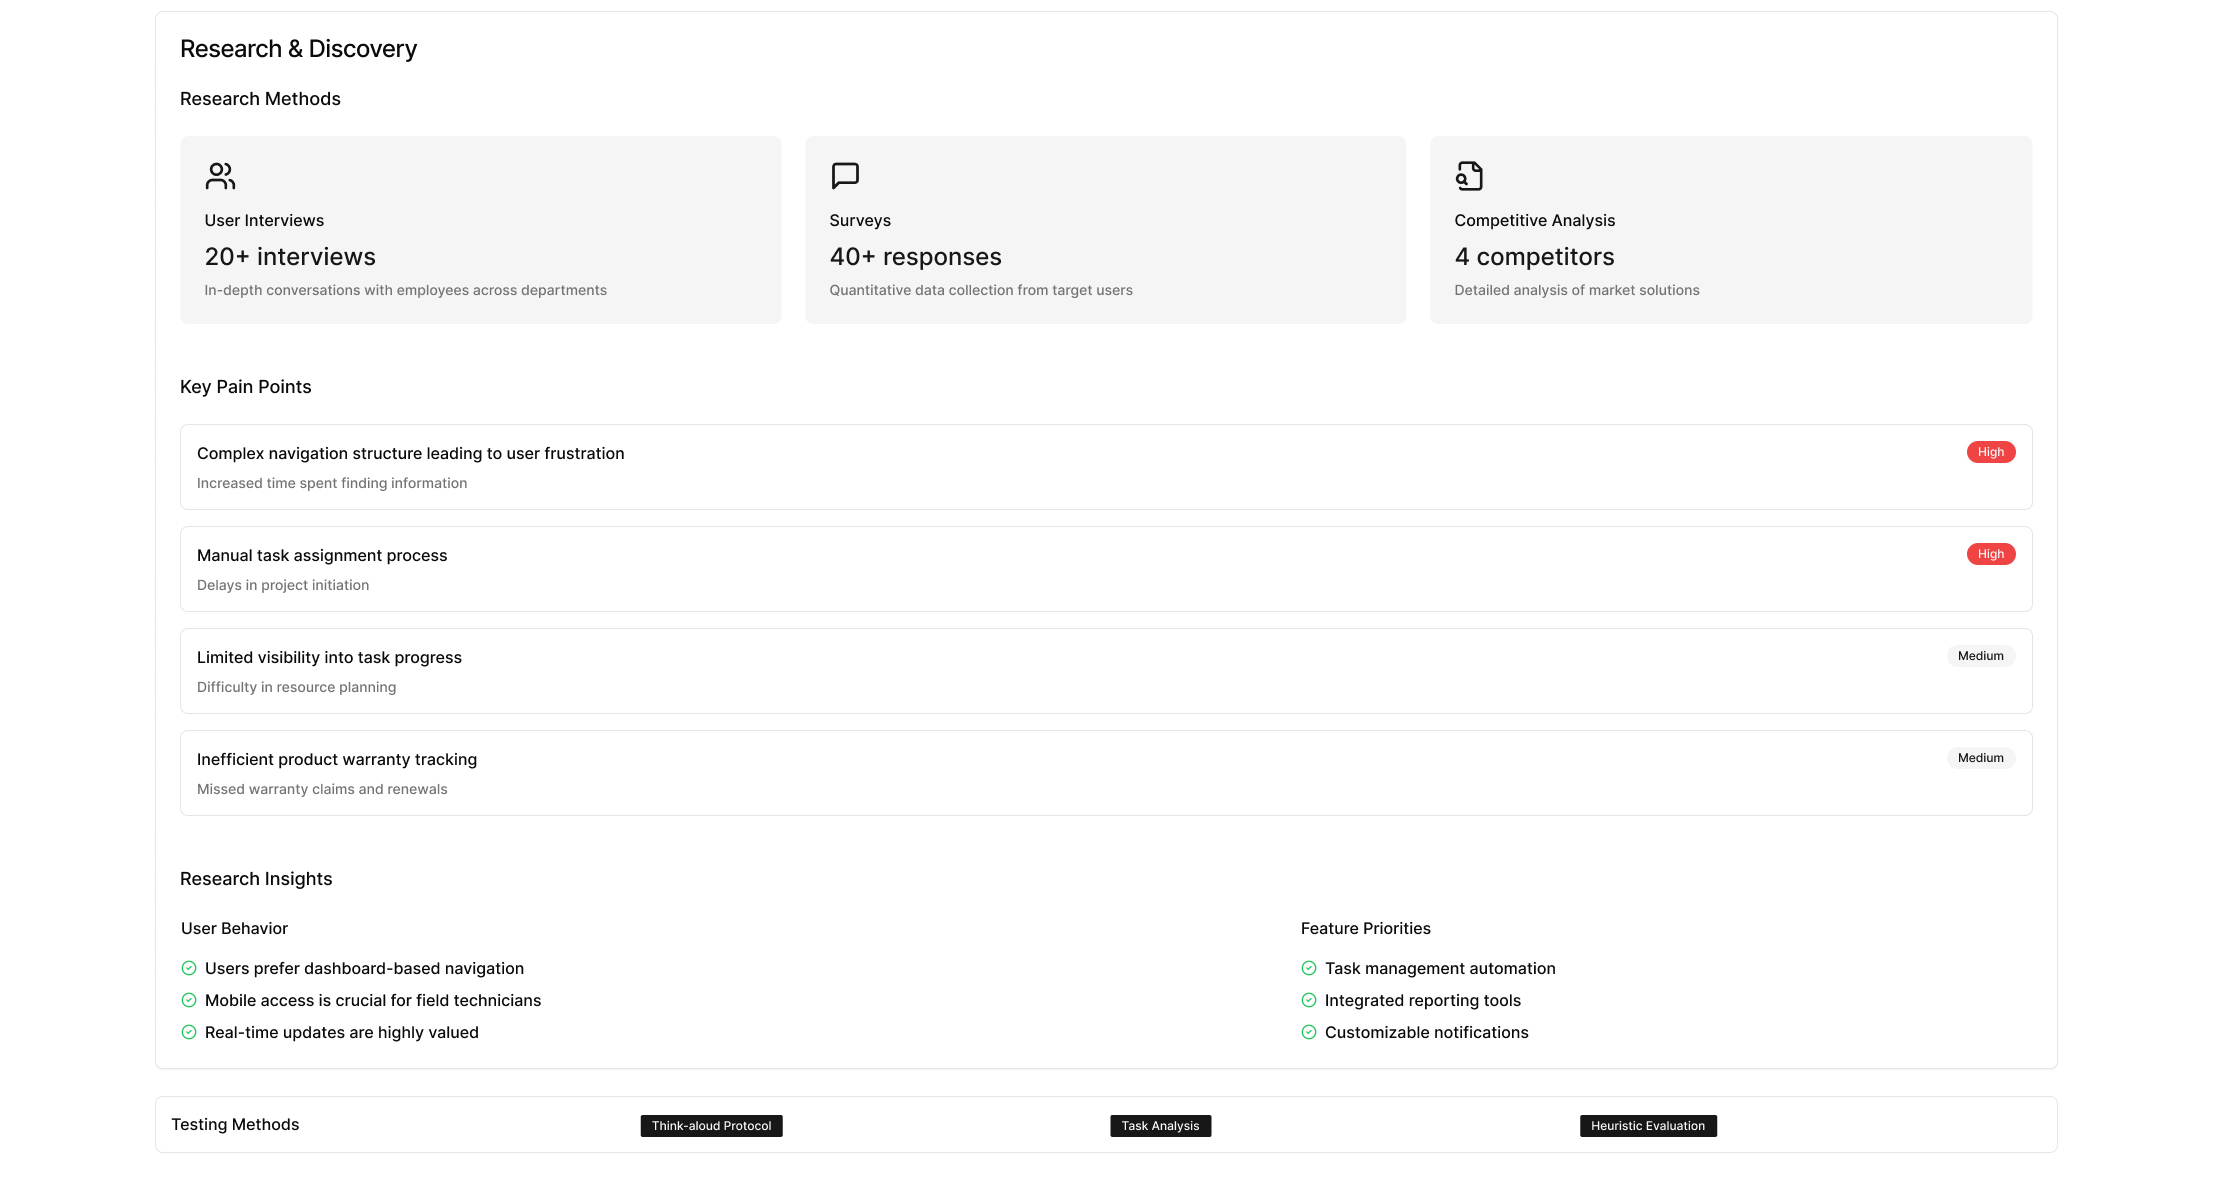 Research & Discovery
Research Methods
User Interviews
20+ interviews
In-depth conversations with employees across departments
Surveys
40+ responses
Quantitative data collection from target users
Competitive Analysis
4 competitors
Detailed analysis of market solutions
Key Pain Points
Complex navigation structure leading to user frustration
High
Increased time spent finding information
Manual task assignment process
High
Delays in project initiation
Limited visibility into task progress
Medium
Difficulty in resource planning
Inefficient product warranty tracking
Medium
Missed warranty claims and renewals
Research Insights
User Behavior
Users prefer dashboard-based navigation
Mobile access is crucial for field technicians
Real-time updates are highly valued
Feature Priorities
Task management automation
Integrated reporting tools
Customizable notifications
Testing Methods
Think-aloud Protocol
Task Analysis
Heuristic Evaluation